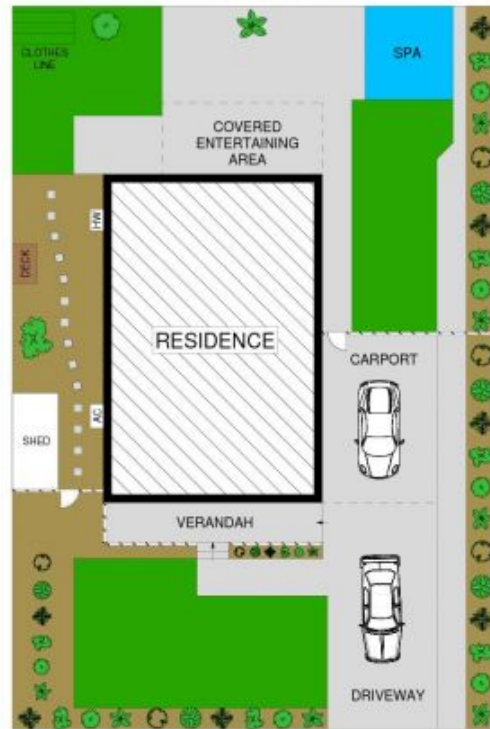 CLOTHES
LINE
SPA
COVERED
ENTERTAINING
AREA
HW
DECK
RESIDENCE
CARPORT
AC
SHED
VERANDAH
DRIVEWAY